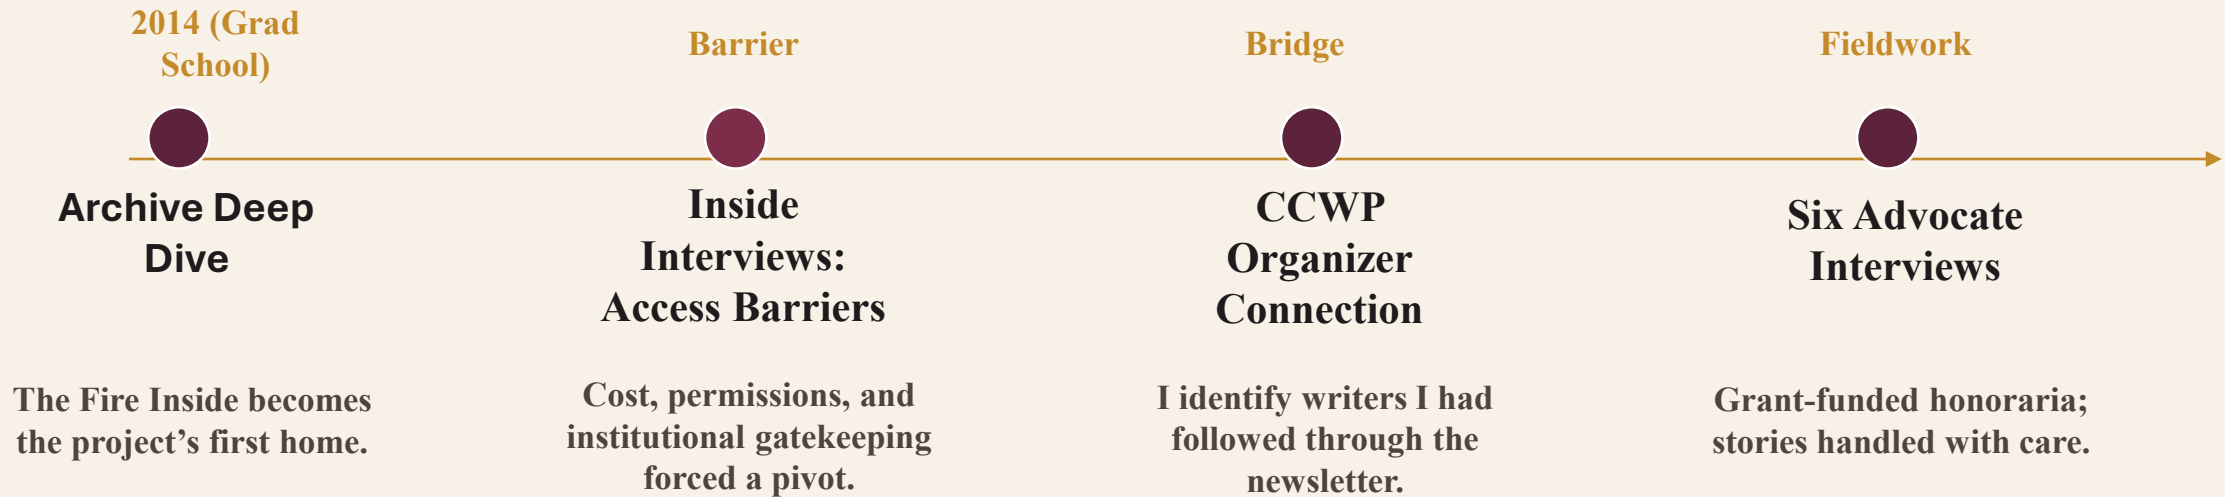 2014 (Grad
School)
Archive Deep
Dive
The Fire Inside becomes
the project’s first home.
Barrier
Inside
Interviews:
Access Barriers
Cost, permissions, and
institutional gatekeeping
forced a pivot.
Bridge
CCWP
Organizer
Connection
I identify writers I had
followed through the
newsletter.
Fieldwork
Six Advocate
Interviews
Grant-funded honoraria;
stories handled with care.